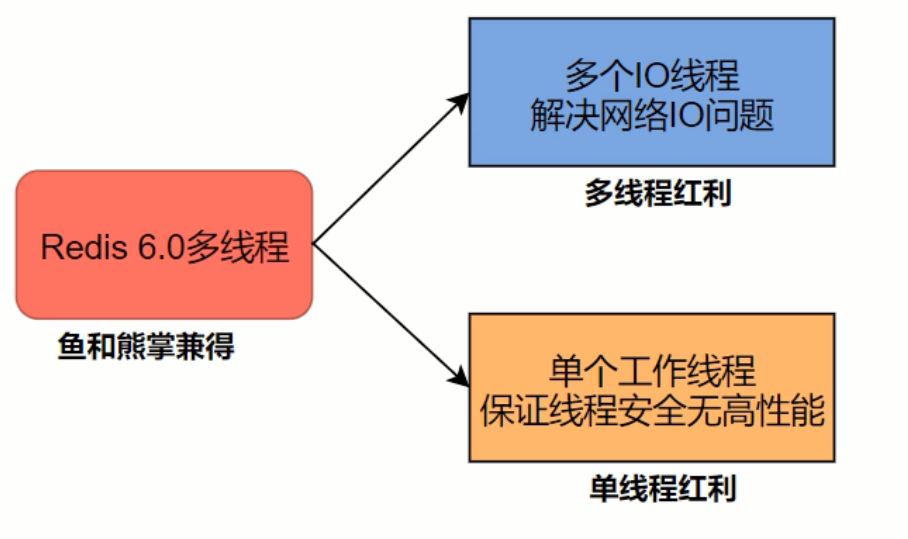 多个IO线程
解决网络IO问题
多线程红利
Redis 6.0多线程
鱼和熊掌兼得
单个工作线程
保证线程安全无高性能
单线程红利